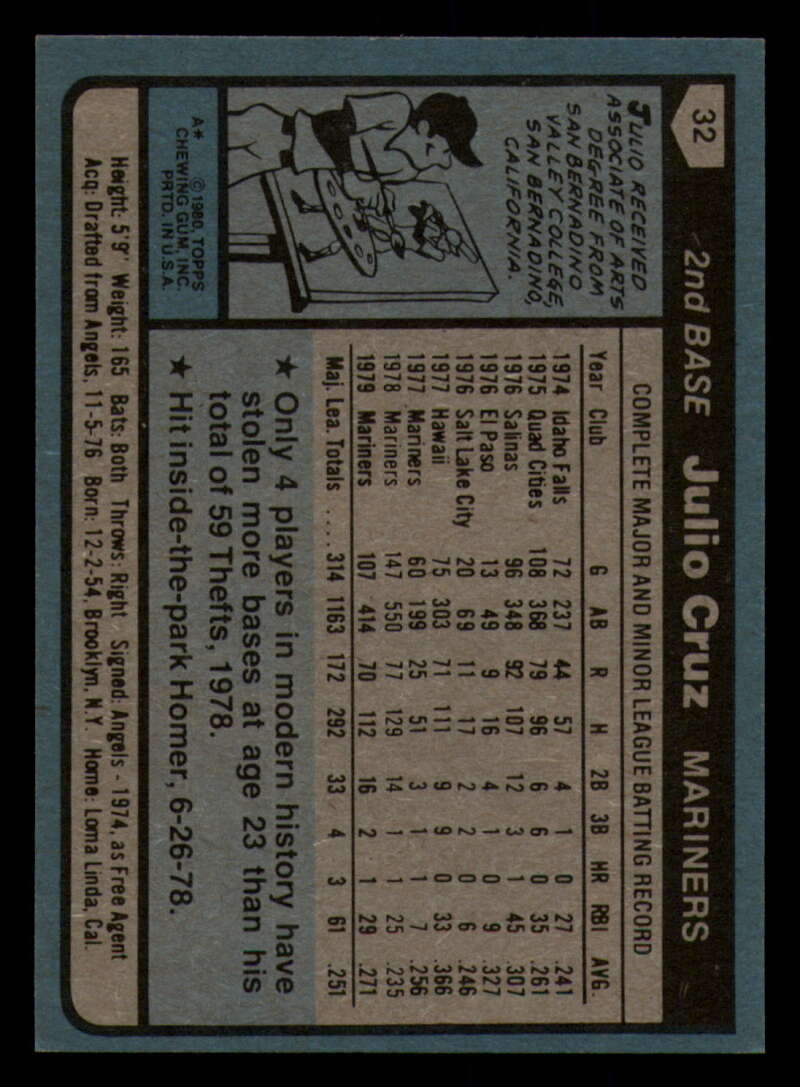 32 2nd BASE Julio Cruz MARINERS
JULIO RECEIVED
ASSOCIATE OF ARTS
DEGREE FROM
SAN BERNADINO
VALLEY COLLEGE,
SAN BERNADINO,
CALIFORNIA.
COMPLETE MAJOR AND MINOR LEAGUE BATTING RECORD
Year Club G AB R H 2B 3B HR RBI AVG.
1974 Idaho Falls 72 237 44 57 4 1 0 27 .241
1975 Quad Cities 108 368 79 96 6 6 0 35 .261
1976 Salinas 96 348 92 107 12 3 1 45 .307
1976 El Paso 13 49 9 16 4 1 0 9 .327
1976 Salt Lake City 20 69 11 17 2 2 0 6 .246
1977 Hawaii 75 303 71 111 9 9 0 33 .366
1977 Mariners 60 199 25 51 3 1 1 7 .256
1978 Mariners 147 550 77 129 14 1 1 25 .235
1979 Mariners 107 414 70 112 16 2 1 29 .271
Maj. Lea. Totals .... 314 1163 172 292 33 4 3 61 .251
★ Only 4 players in modern history have
stolen more bases at age 23 than his
total of 59 Thefts, 1978.
★ Hit inside-the-park Homer, 6-26-78.
A* © 1980, TOPPS
CHEWING GUM, INC.
PRTD. IN U.S.A.
Height: 5'9" Weight: 165 Bats: Both Throws: Right Signed: Angels - 1974, as Free Agent
Acq: Drafted from Angels, 11-5-76 Born: 12-2-54, Brooklyn, N.Y. Home: Loma Linda, Cal.